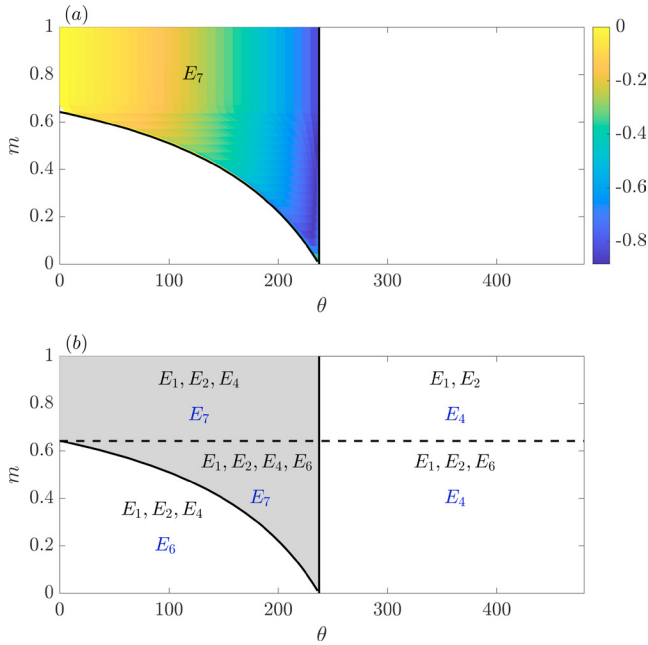 (a)
1
0.8
0.6
0.4
0.2
0
m
E₇
0
100
200
300
400
θ
0
-0.2
-0.4
-0.6
-0.8
(b)
1
0.8
0.6
0.4
0.2
0
m
E₁, E₂, E₄
E₇
E₁, E₂
E₄
E₁, E₂, E₄, E₆
E₇
E₁, E₂, E₆
E₄
E₁, E₂, E₄
E₆
0
100
200
300
400
θ